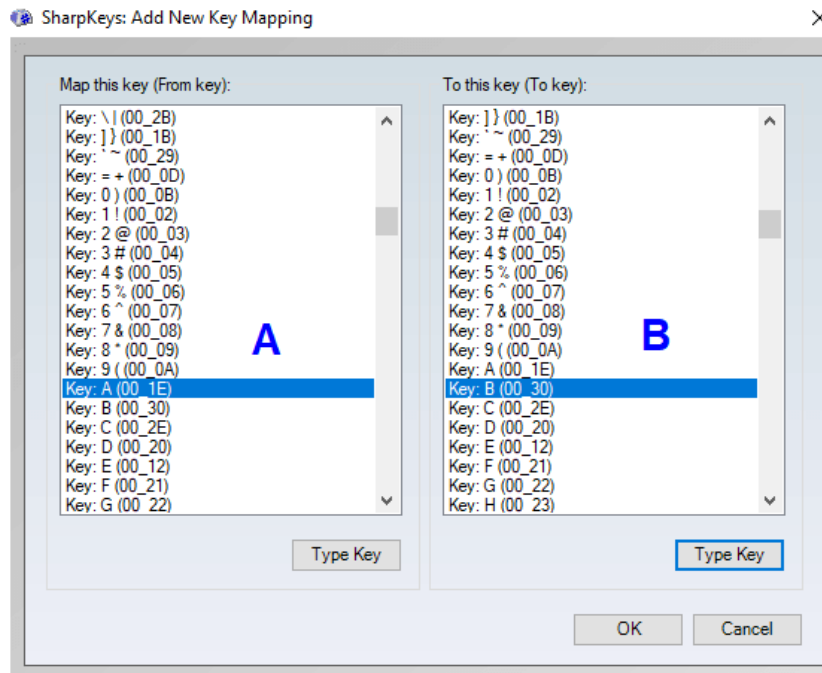 SharpKeys: Add New Key Mapping
Map this key (From key):
Key: \ | (00_2B)
Key: ] } (00_1B)
Key: ` ~ (00_29)
Key: = + (00_0D)
Key: 0 ) (00_0B)
Key: 1 ! (00_02)
Key: 2 @ (00_03)
Key: 3 # (00_04)
Key: 4 $ (00_05)
Key: 5 % (00_06)
Key: 6 ^ (00_07)
Key: 7 & (00_08)
Key: 8 * (00_09)
Key: 9 ( (00_0A)
Key: A (00_1E)
Key: B (00_30)
Key: C (00_2E)
Key: D (00_20)
Key: E (00_12)
Key: F (00_21)
Key: G (00_22)
A
Type Key
To this key (To key):
Key: ] } (00_1B)
Key: ` ~ (00_29)
Key: = + (00_0D)
Key: 0 ) (00_0B)
Key: 1 ! (00_02)
Key: 2 @ (00_03)
Key: 3 # (00_04)
Key: 4 $ (00_05)
Key: 5 % (00_06)
Key: 6 ^ (00_07)
Key: 7 & (00_08)
Key: 8 * (00_09)
Key: 9 ( (00_0A)
Key: A (00_1E)
Key: B (00_30)
Key: C (00_2E)
Key: D (00_20)
Key: E (00_12)
Key: F (00_21)
Key: G (00_22)
Key: H (00_23)
B
Type Key
OK
Cancel